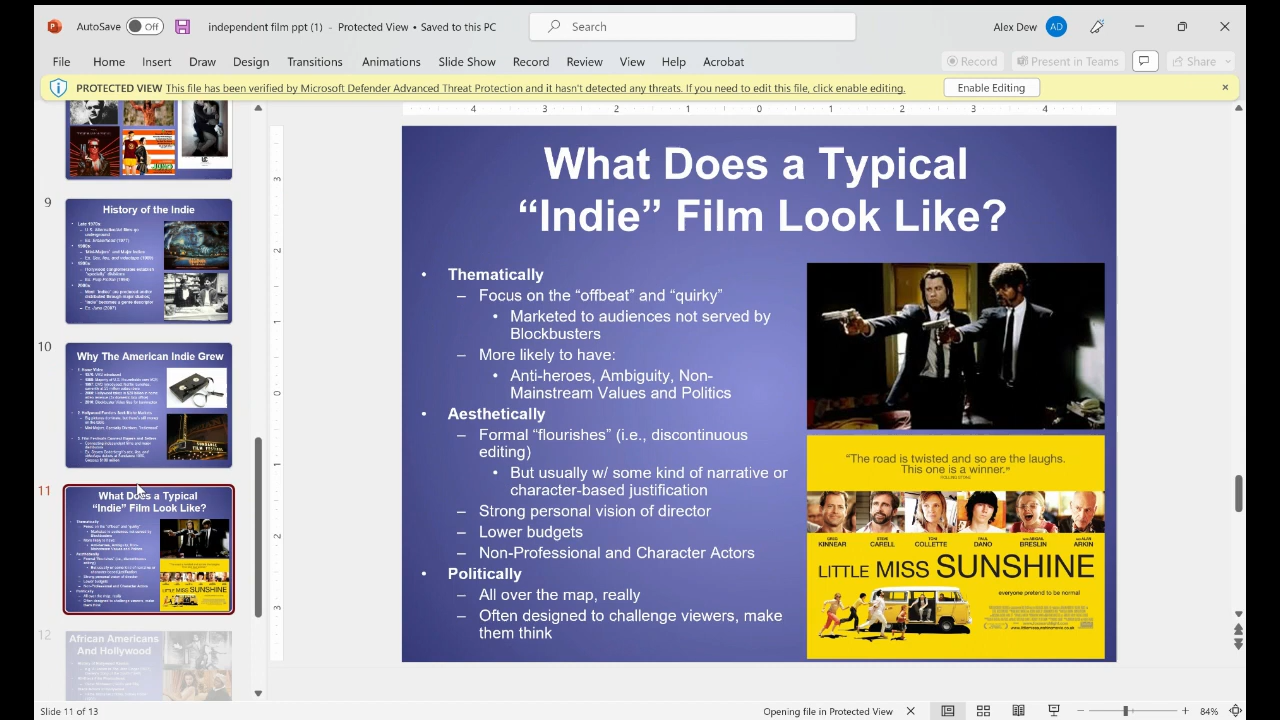 AutoSave
Off
independent film ppt (1) - Protected View • Saved to this PC
Search
Alex Dew
AD
File
Home
Insert
Draw
Design
Transitions
Animations
Slide Show
Record
Review
View
Help
Acrobat
Record
Present in Teams
Share
PROTECTED VIEW This file has been verified by Microsoft Defender Advanced Threat Protection and it hasn't detected any threats. If you need to edit this file, click enable editing.
Enable Editing
9
History of the Indie
10
Why The American Indie Grew
11
What Does a Typical
“Indie” Film Look Like?
12
African Americans
And Hollywood
What Does a Typical
“Indie” Film Look Like?
• Thematically
– Focus on the “offbeat” and “quirky”
• Marketed to audiences not served by
Blockbusters
– More likely to have:
• Anti-heroes, Ambiguity, Non-
Mainstream Values and Politics
• Aesthetically
– Formal “flourishes” (i.e., discontinuous
editing)
• But usually w/ some kind of narrative or
character-based justification
– Strong personal vision of director
– Lower budgets
– Non-Professional and Character Actors
• Politically
– All over the map, really
– Often designed to challenge viewers, make
them think
“The road is twisted and so are the laughs.
This one is a winner.”
ROLLING STONE
GREG KINNEAR
STEVE CARELL
TONI COLLETTE
PAUL DANO
ABIGAIL BRESLIN
ALAN ARKIN
LITTLE MISS SUNSHINE
everyone pretend to be normal
Slide 11 of 13
Opening file in Protected View
84%